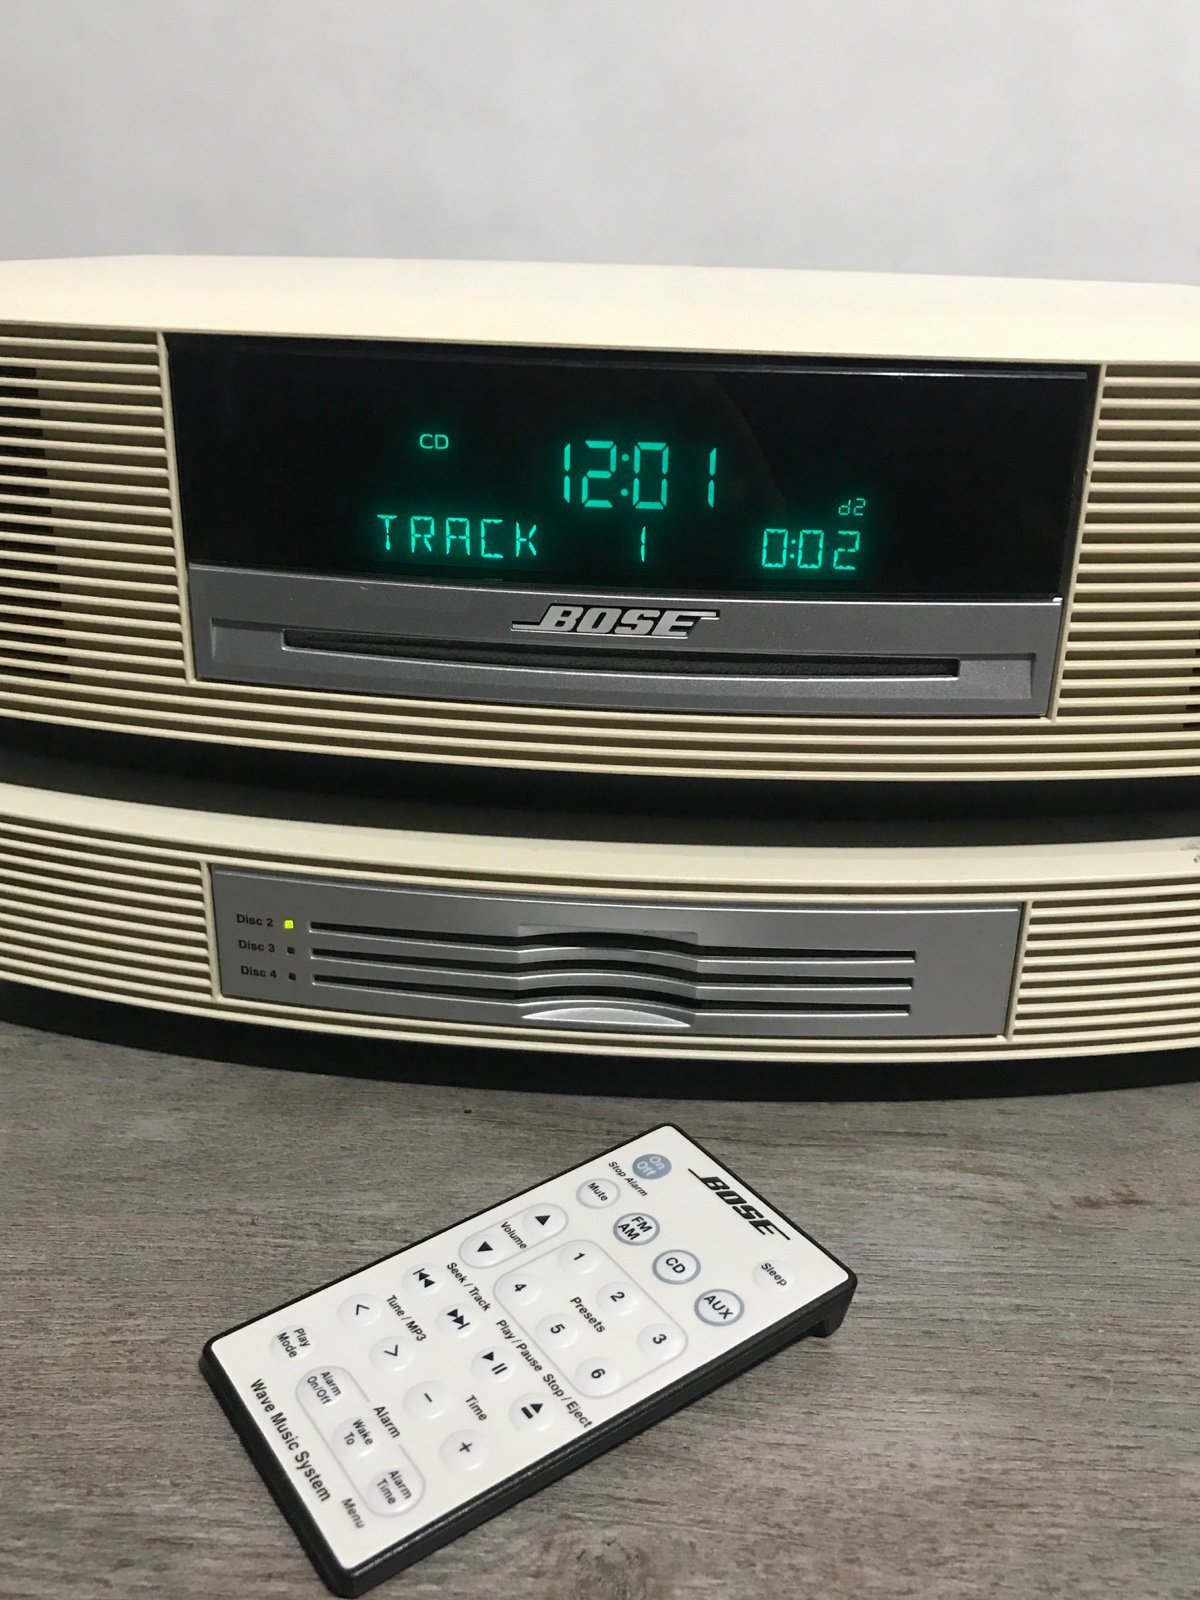 CD
12:01
d2
TRACK 1 0:02
BOSE
Disc 2
Disc 3
Disc 4
BOSE
On
Off
Stop Alarm
Mute
FM
AM
CD
AUX
Sleep
Volume
1
2
3
Presets
4
5
6
Seek / Track
Play / Pause
Stop / Eject
Tune / MP3
Time
− +
Play
Mode
Alarm
Alarm
On/Off
Wake
To
Alarm
Time
Menu
Wave Music System